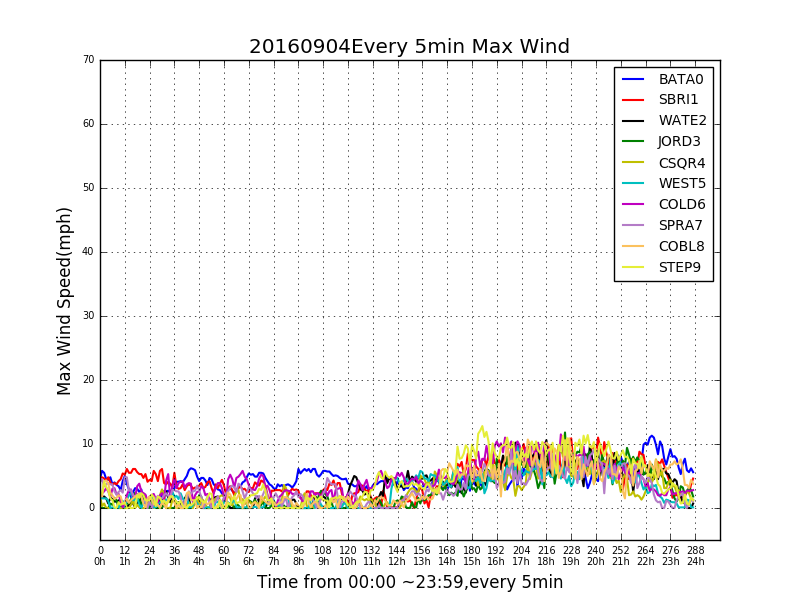 20160904Every 5min Max Wind
70
60
50
40
30
20
10
0
Max Wind Speed(mph)
BATA0
SBRI1
WATE2
JORD3
CSQR4
WEST5
COLD6
SPRA7
COBL8
STEP9
0 12 24 36 48 60 72 84 96 108 120 132 144 156 168 180 192 204 216 228 240 252 264 276 288
0h 1h 2h 3h 4h 5h 6h 7h 8h 9h 10h 11h 12h 13h 14h 15h 16h 17h 18h 19h 20h 21h 22h 23h 24h
Time from 00:00 ~23:59,every 5min